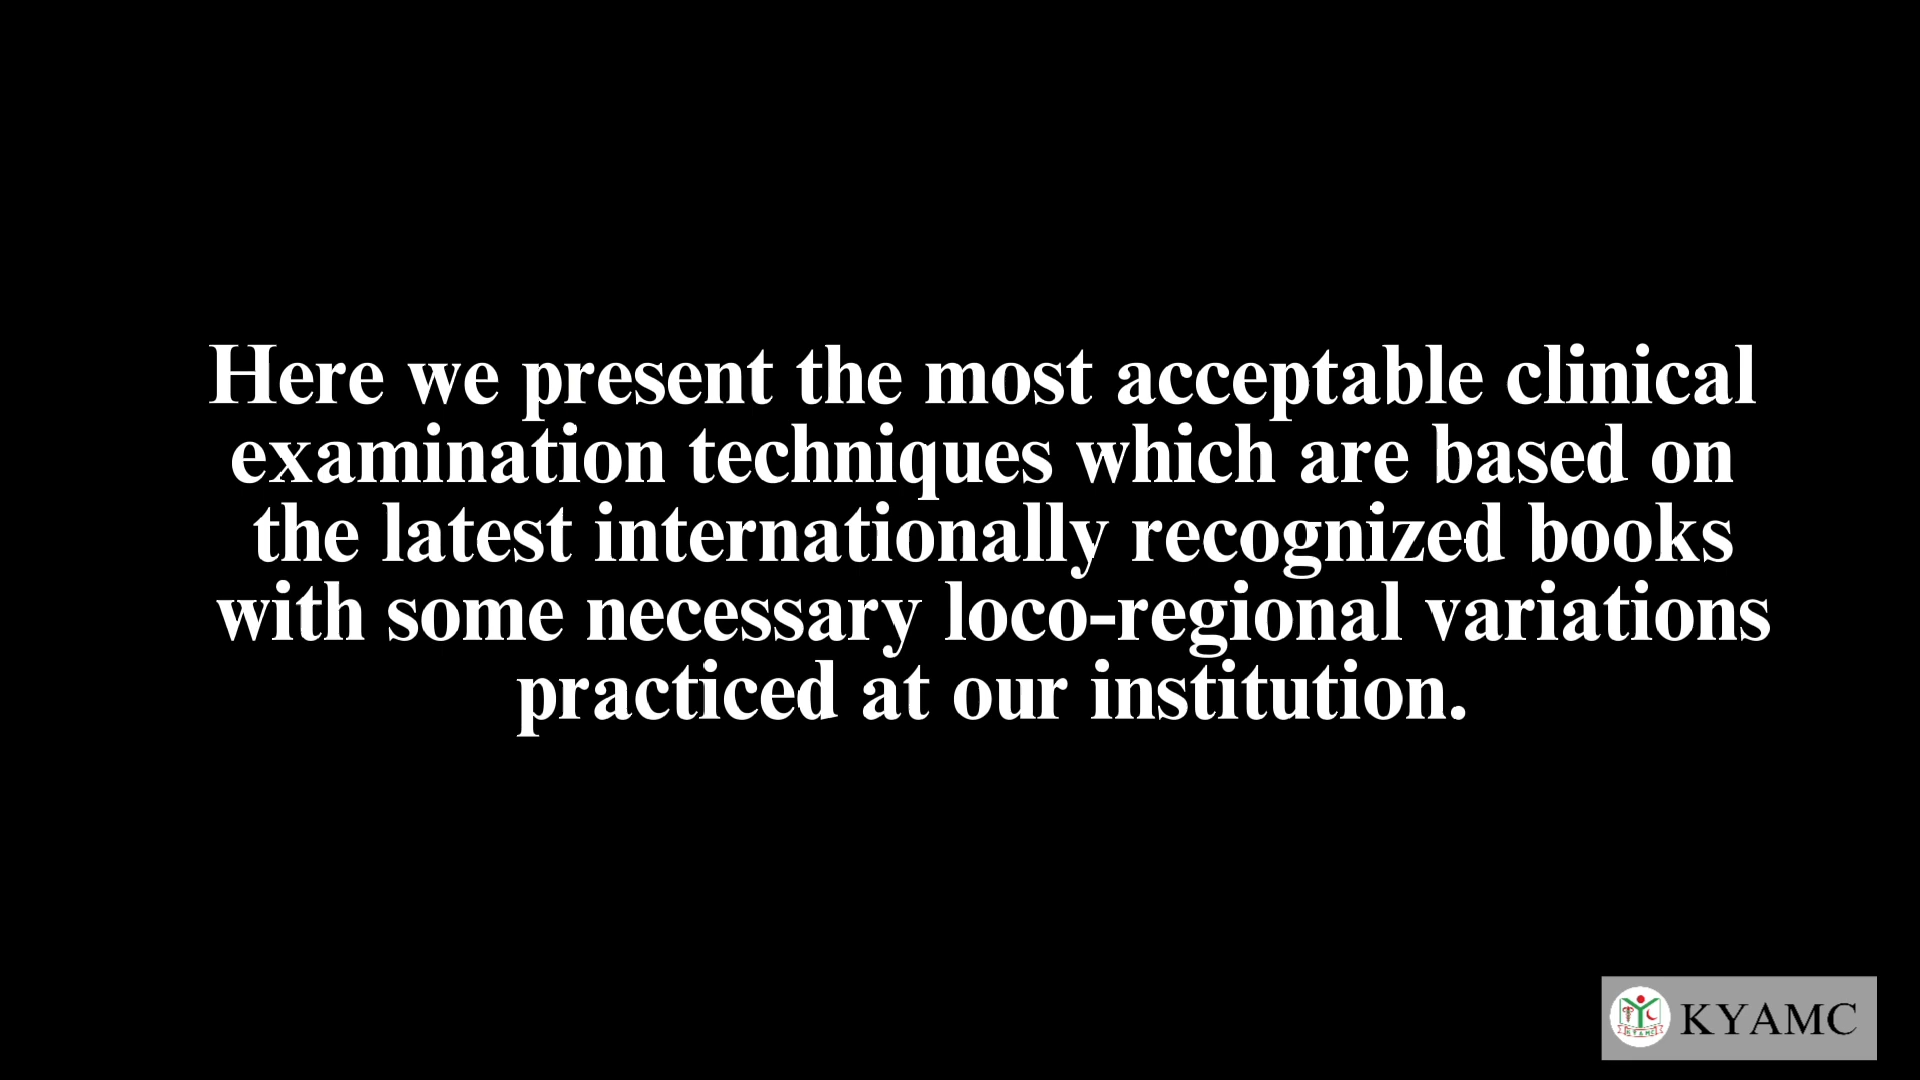 Here we present the most acceptable clinical
examination techniques which are based on
the latest internationally recognized books
with some necessary loco-regional variations
practiced at our institution.
KYAMC